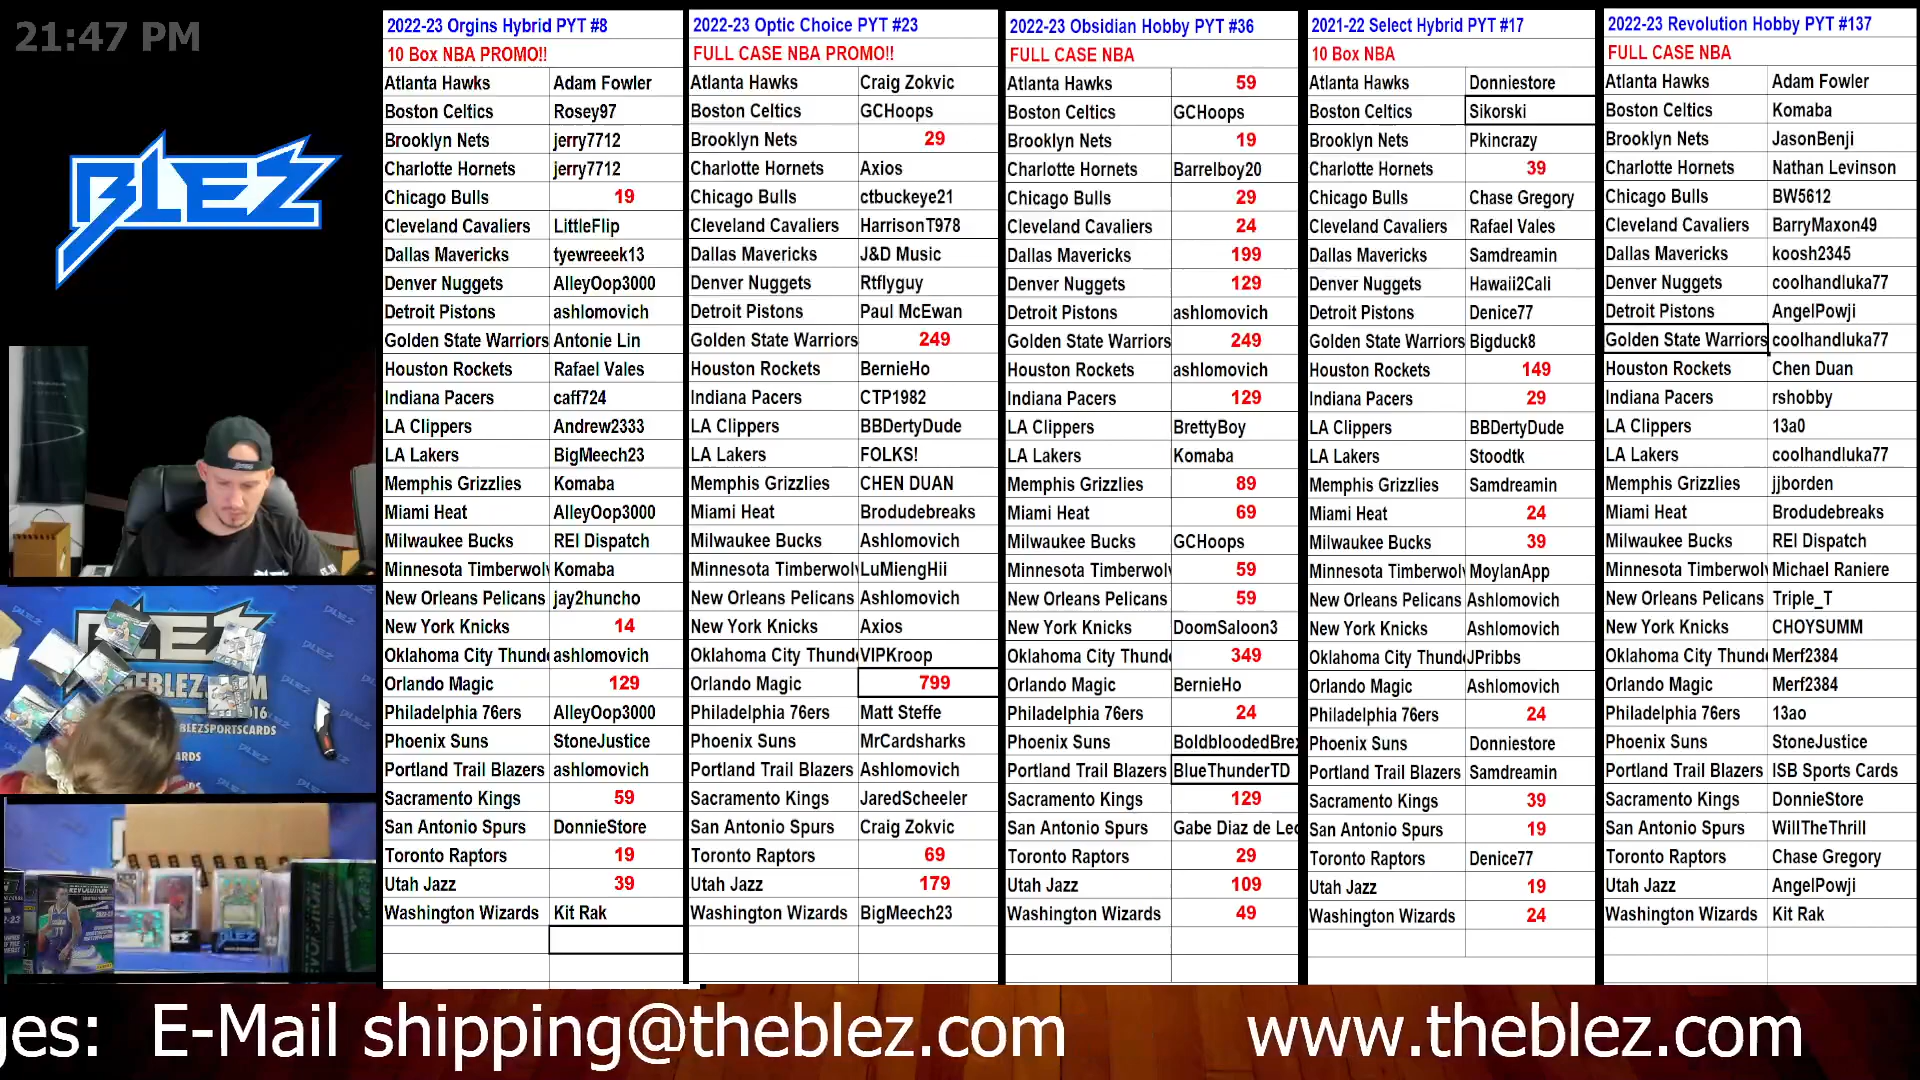 21:47 PM
BLEZ
2022-23 Orgins Hybrid PYT #8
10 Box NBA PROMO!!
Atlanta Hawks Adam Fowler
Boston Celtics Rosey97
Brooklyn Nets jerry7712
Charlotte Hornets jerry7712
Chicago Bulls 19
Cleveland Cavaliers LittleFlip
Dallas Mavericks tyewreeek13
Denver Nuggets AlleyOop3000
Detroit Pistons ashlomovich
Golden State Warriors Antonie Lin
Houston Rockets Rafael Vales
Indiana Pacers caff724
LA Clippers Andrew2333
LA Lakers BigMeech23
Memphis Grizzlies Komaba
Miami Heat AlleyOop3000
Milwaukee Bucks REI Dispatch
Minnesota Timberwolv Komaba
New Orleans Pelicans jay2huncho
New York Knicks 14
Oklahoma City Thund ashlomovich
Orlando Magic 129
Philadelphia 76ers AlleyOop3000
Phoenix Suns StoneJustice
Portland Trail Blazers ashlomovich
Sacramento Kings 59
San Antonio Spurs DonnieStore
Toronto Raptors 19
Utah Jazz 39
Washington Wizards Kit Rak
2022-23 Optic Choice PYT #23
FULL CASE NBA PROMO!!
Atlanta Hawks Craig Zokvic
Boston Celtics GCHoops
Brooklyn Nets 29
Charlotte Hornets Axios
Chicago Bulls ctbuckeye21
Cleveland Cavaliers HarrisonT978
Dallas Mavericks J&D Music
Denver Nuggets Rtflyguy
Detroit Pistons Paul McEwan
Golden State Warriors 249
Houston Rockets BernieHo
Indiana Pacers CTP1982
LA Clippers BBDertyDude
LA Lakers FOLKS!
Memphis Grizzlies CHEN DUAN
Miami Heat Brodudebreaks
Milwaukee Bucks Ashlomovich
Minnesota Timberwolv LuMiengHii
New Orleans Pelicans Ashlomovich
New York Knicks Axios
Oklahoma City Thund VIPKroop
Orlando Magic 799
Philadelphia 76ers Matt Steffe
Phoenix Suns MrCardsharks
Portland Trail Blazers Ashlomovich
Sacramento Kings JaredScheeler
San Antonio Spurs Craig Zokvic
Toronto Raptors 69
Utah Jazz 179
Washington Wizards BigMeech23
2022-23 Obsidian Hobby PYT #36
FULL CASE NBA
Atlanta Hawks 59
Boston Celtics GCHoops
Brooklyn Nets 19
Charlotte Hornets Barrelboy20
Chicago Bulls 29
Cleveland Cavaliers 24
Dallas Mavericks 199
Denver Nuggets 129
Detroit Pistons ashlomovich
Golden State Warriors 249
Houston Rockets ashlomovich
Indiana Pacers 129
LA Clippers BrettyBoy
LA Lakers Komaba
Memphis Grizzlies 89
Miami Heat 69
Milwaukee Bucks GCHoops
Minnesota Timberwolv 59
New Orleans Pelicans 59
New York Knicks DoomSaloon3
Oklahoma City Thund 349
Orlando Magic BernieHo
Philadelphia 76ers 24
Phoenix Suns BoldbloodedBre
Portland Trail Blazers BlueThunderTD
Sacramento Kings 129
San Antonio Spurs Gabe Diaz de Leo
Toronto Raptors 29
Utah Jazz 109
Washington Wizards 49
2021-22 Select Hybrid PYT #17
10 Box NBA
Atlanta Hawks Donniestore
Boston Celtics Sikorski
Brooklyn Nets Pkincrazy
Charlotte Hornets 39
Chicago Bulls Chase Gregory
Cleveland Cavaliers Rafael Vales
Dallas Mavericks Samdreamin
Denver Nuggets Hawaii2Cali
Detroit Pistons Denice77
Golden State Warriors Bigduck8
Houston Rockets 149
Indiana Pacers 29
LA Clippers BBDertyDude
LA Lakers Stoodtk
Memphis Grizzlies Samdreamin
Miami Heat 24
Milwaukee Bucks 39
Minnesota Timberwolv MoylanApp
New Orleans Pelicans Ashlomovich
New York Knicks Ashlomovich
Oklahoma City Thund JPribbs
Orlando Magic Ashlomovich
Philadelphia 76ers 24
Phoenix Suns Donniestore
Portland Trail Blazers Samdreamin
Sacramento Kings 39
San Antonio Spurs 19
Toronto Raptors Denice77
Utah Jazz 19
Washington Wizards 24
2022-23 Revolution Hobby PYT #137
FULL CASE NBA
Atlanta Hawks Adam Fowler
Boston Celtics Komaba
Brooklyn Nets JasonBenji
Charlotte Hornets Nathan Levinson
Chicago Bulls BW5612
Cleveland Cavaliers BarryMaxon49
Dallas Mavericks koosh2345
Denver Nuggets coolhandluka77
Detroit Pistons AngelPowji
Golden State Warriors coolhandluka77
Houston Rockets Chen Duan
Indiana Pacers rshobby
LA Clippers 13a0
LA Lakers coolhandluka77
Memphis Grizzlies jjborden
Miami Heat Brodudebreaks
Milwaukee Bucks REI Dispatch
Minnesota Timberwolv Michael Raniere
New Orleans Pelicans Triple_T
New York Knicks CHOYSUMM
Oklahoma City Thund Merf2384
Orlando Magic Merf2384
Philadelphia 76ers 13ao
Phoenix Suns StoneJustice
Portland Trail Blazers ISB Sports Cards
Sacramento Kings DonnieStore
San Antonio Spurs WillTheThrill
Toronto Raptors Chase Gregory
Utah Jazz AngelPowji
Washington Wizards Kit Rak
BLEZ
BLEZSPORTSCARDS
REVOLUTION
ges: E-Mail shipping@theblez.com www.theblez.com